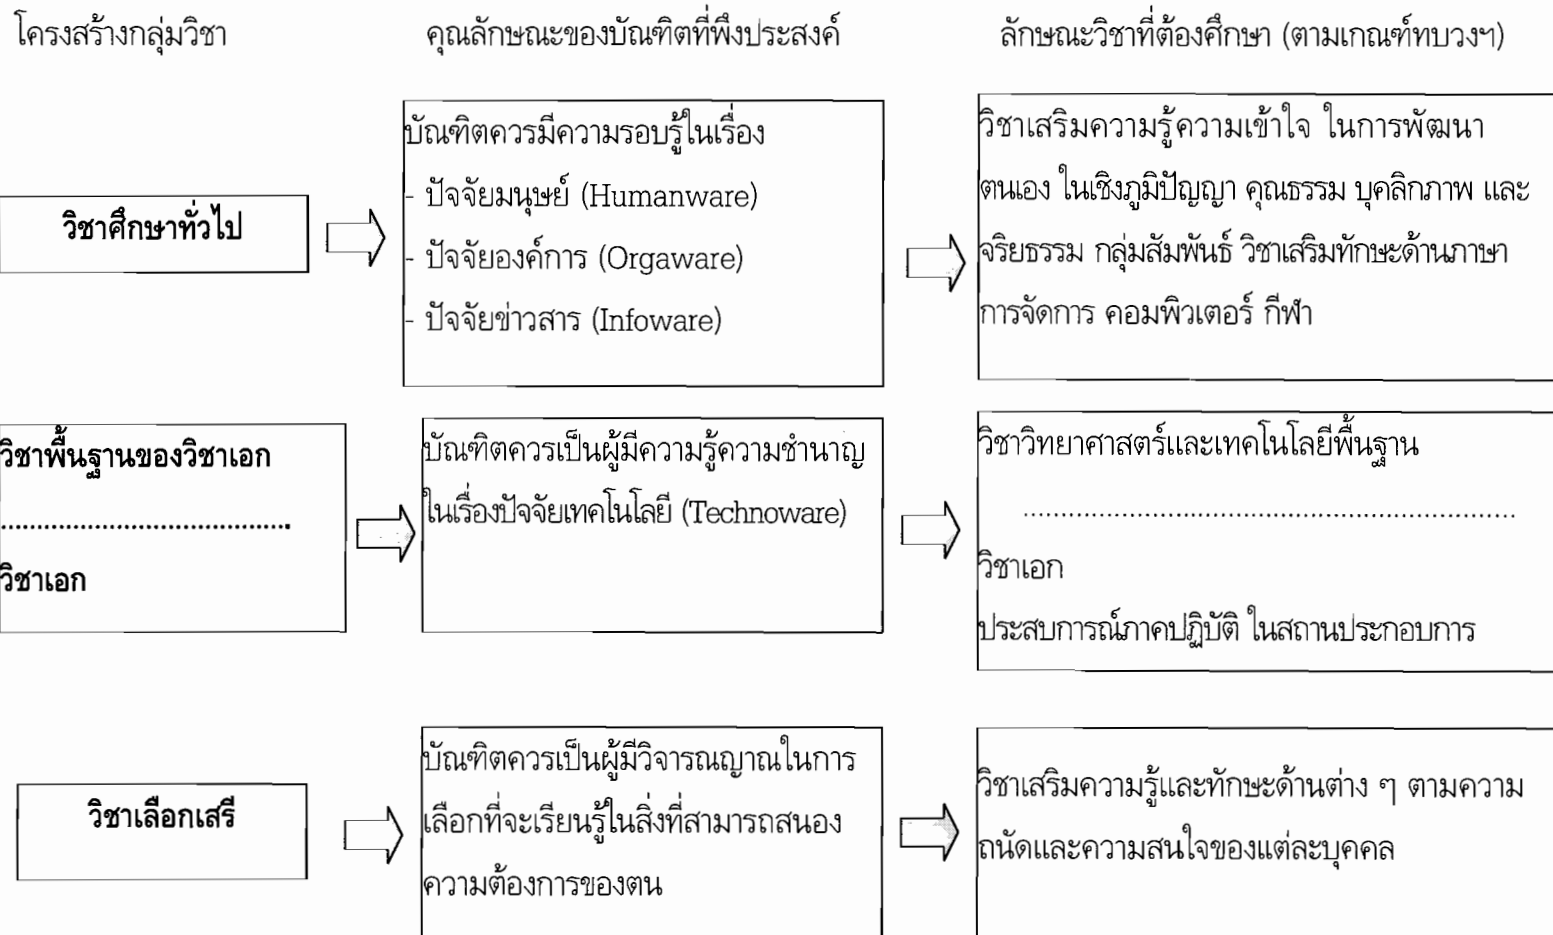 โครงสร้างกลุ่มวิชา
คุณลักษณะของบัณฑิตที่พึงประสงค์
ลักษณะวิชาที่ต้องศึกษา (ตามเกณฑ์ทบวงฯ)
วิชาศึกษาทั่วไป
บัณฑิตควรมีความรอบรู้ในเรื่อง
- ปัจจัยมนุษย์ (Humanware)
- ปัจจัยองค์การ (Orgaware)
- ปัจจัยข่าวสาร (Infoware)
วิชาเสริมความรู้ความเข้าใจ ในการพัฒนา
ตนเอง ในเชิงภูมิปัญญา คุณธรรม บุคลิกภาพ และ
จริยธรรม กลุ่มสัมพันธ์ วิชาเสริมทักษะด้านภาษา
การจัดการ คอมพิวเตอร์ กีฬา
วิชาพื้นฐานของวิชาเอก
....................................
วิชาเอก
บัณฑิตควรเป็นผู้มีความรู้ความชำนาญ
ในเรื่องปัจจัยเทคโนโลยี (Technoware)
วิชาวิทยาศาสตร์และเทคโนโลยีพื้นฐาน
................................................................
วิชาเอก
ประสบการณ์ภาคปฏิบัติ ในสถานประกอบการ
วิชาเลือกเสรี
บัณฑิตควรเป็นผู้มีวิจารณญาณในการ
เลือกที่จะเรียนรู้ในสิ่งที่สามารถสนอง
ความต้องการของตน
วิชาเสริมความรู้และทักษะด้านต่าง ๆ ตามความ
ถนัดและความสนใจของแต่ละบุคคล